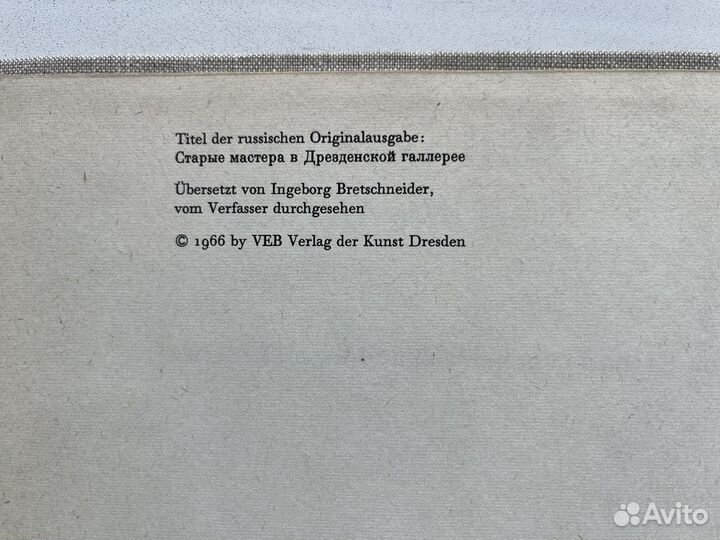 Titel der russischen Originalausgabe:
Старые мастера в Дрезденской галлерее
Übersetzt von Ingeborg Bretschneider,
vom Verfasser durchgesehen
© 1966 by VEB Verlag der Kunst Dresden
Avito